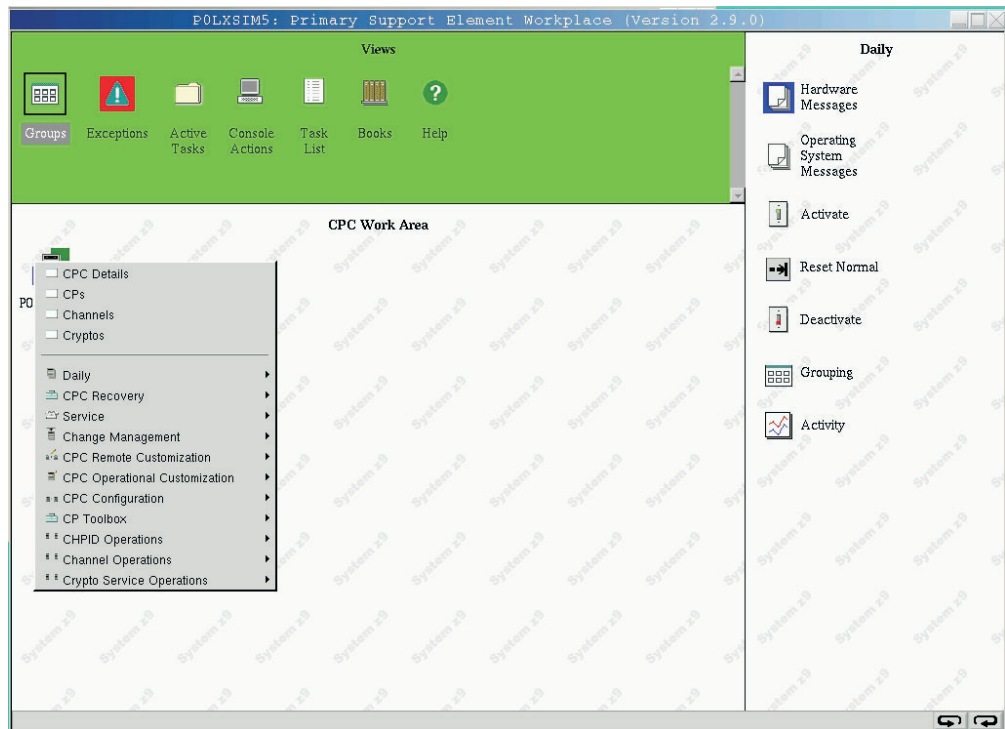 P0LXSIM5: Primary Support Element Workplace (Version 2.9.0)
Views
Groups
Exceptions
Active
Tasks
Console
Actions
Task
List
Books
Help
CPC Work Area
P0
CPC Details
CPs
Channels
Cryptos
Daily
CPC Recovery
Service
Change Management
CPC Remote Customization
CPC Operational Customization
CPC Configuration
CP Toolbox
CHPID Operations
Channel Operations
Crypto Service Operations
Daily
Hardware
Messages
Operating
System
Messages
Activate
Reset Normal
Deactivate
Grouping
Activity
System z9